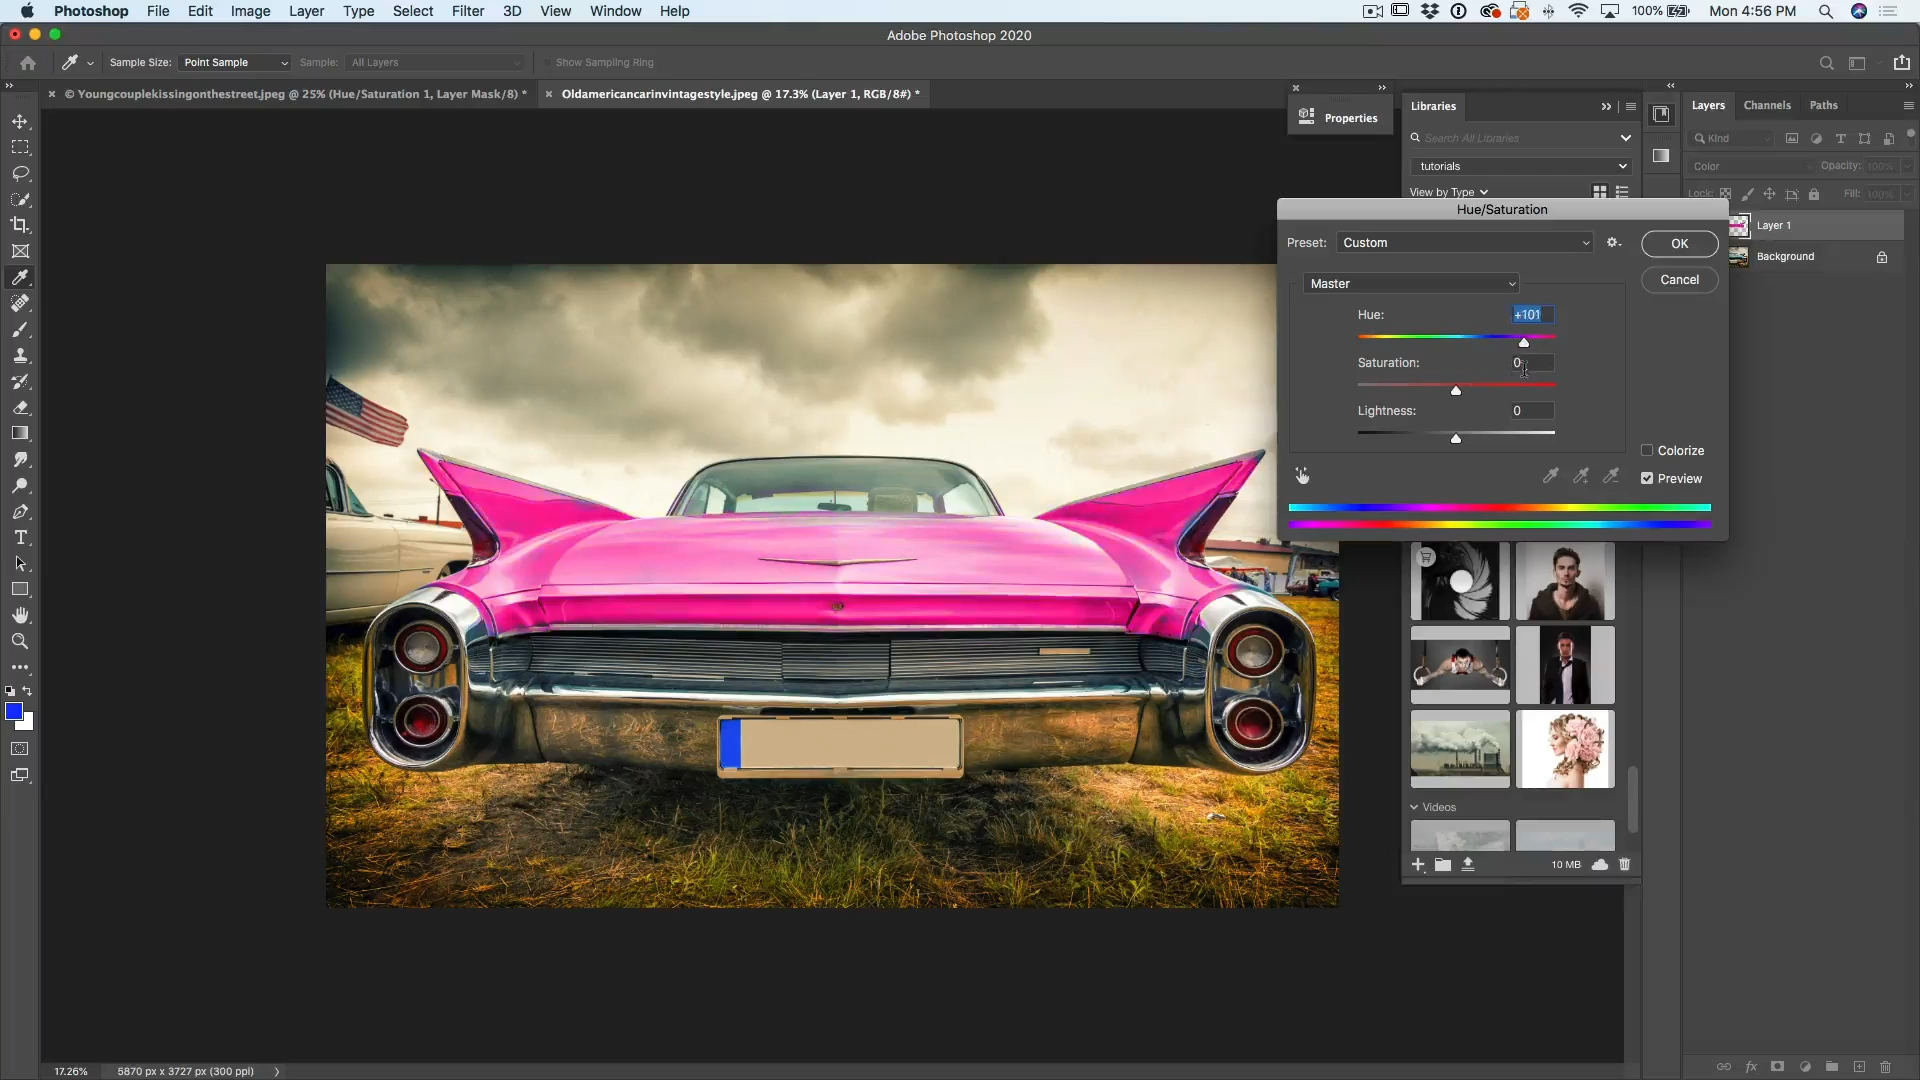 Photoshop File Edit Image Layer Type Select Filter 3D View Window Help 100% Mon 4:56 PM
Adobe Photoshop 2020
Sample Size: Point Sample Sample: All Layers Show Sampling Ring
© Youngcouplekissingonthestreet.jpeg @ 25% (Hue/Saturation 1, Layer Mask/8) *
Oldamericancarinvintagestyle.jpeg @ 17.3% (Layer 1, RGB/8#) *
Properties
Libraries
Search All Libraries
tutorials
View by Type
Layers Channels Paths
Kind
Color Opacity: 100%
Lock: Fill: 100%
Layer 1
Background
Hue/Saturation
Preset: Custom
OK
Master
Cancel
Hue: +101
Saturation: 0
Lightness: 0
Colorize
Preview
Videos
10 MB
17.26% 5870 px x 3727 px (300 ppi)